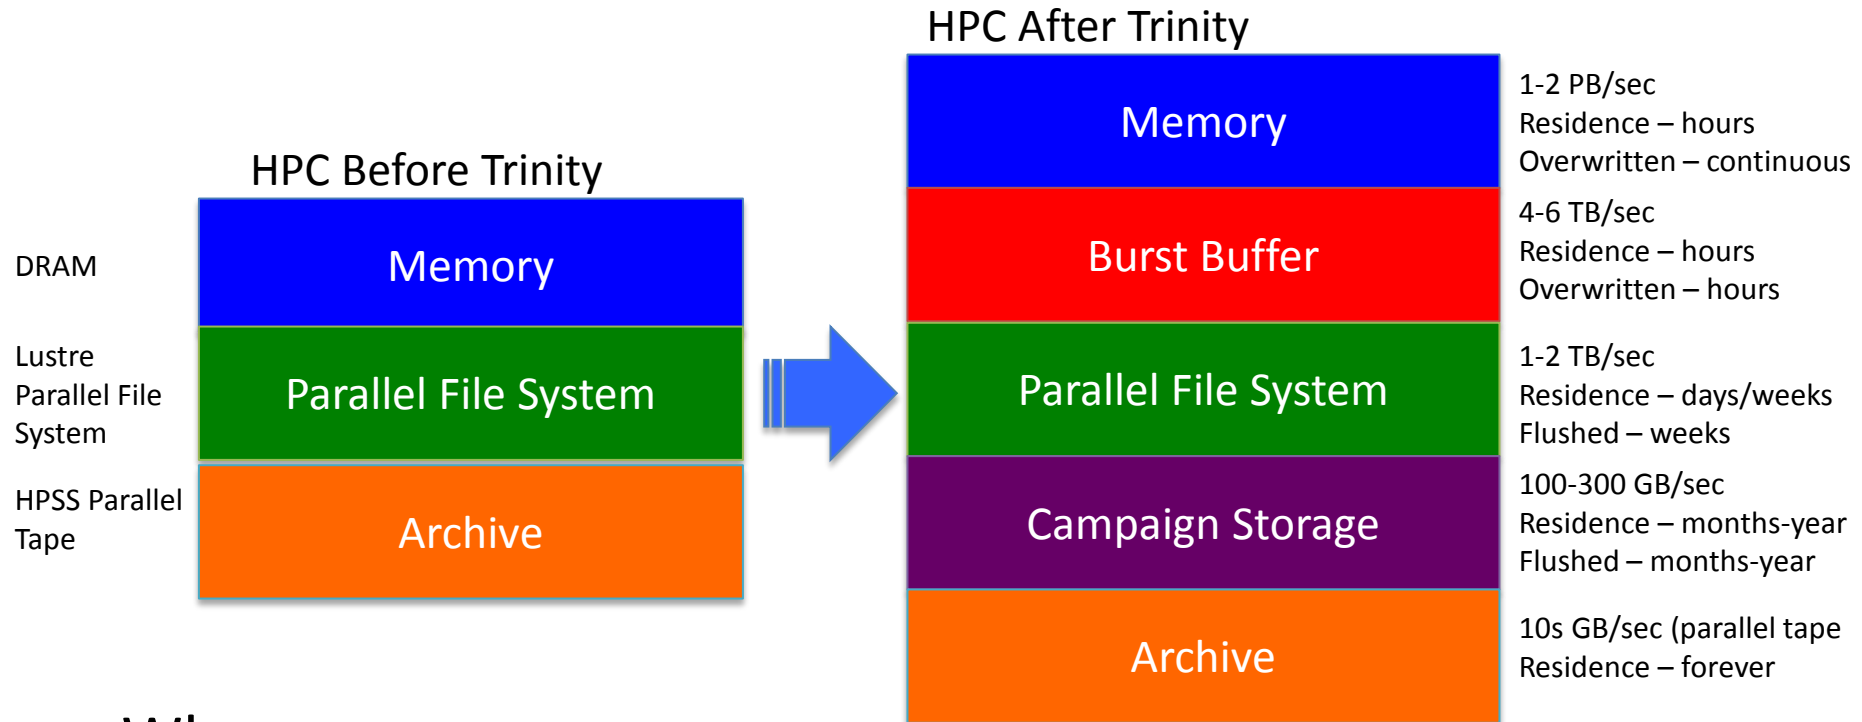 HPC After Trinity
HPC Before Trinity
DRAM
Memory
Lustre
Parallel File
System
Parallel File System
HPSS Parallel
Tape
Archive
Memory
1-2 PB/sec
Residence – hours
Overwritten – continuous
Burst Buffer
4-6 TB/sec
Residence – hours
Overwritten – hours
Parallel File System
1-2 TB/sec
Residence – days/weeks
Flushed – weeks
Campaign Storage
100-300 GB/sec
Residence – months-year
Flushed – months-year
Archive
10s GB/sec (parallel tape
Residence – forever